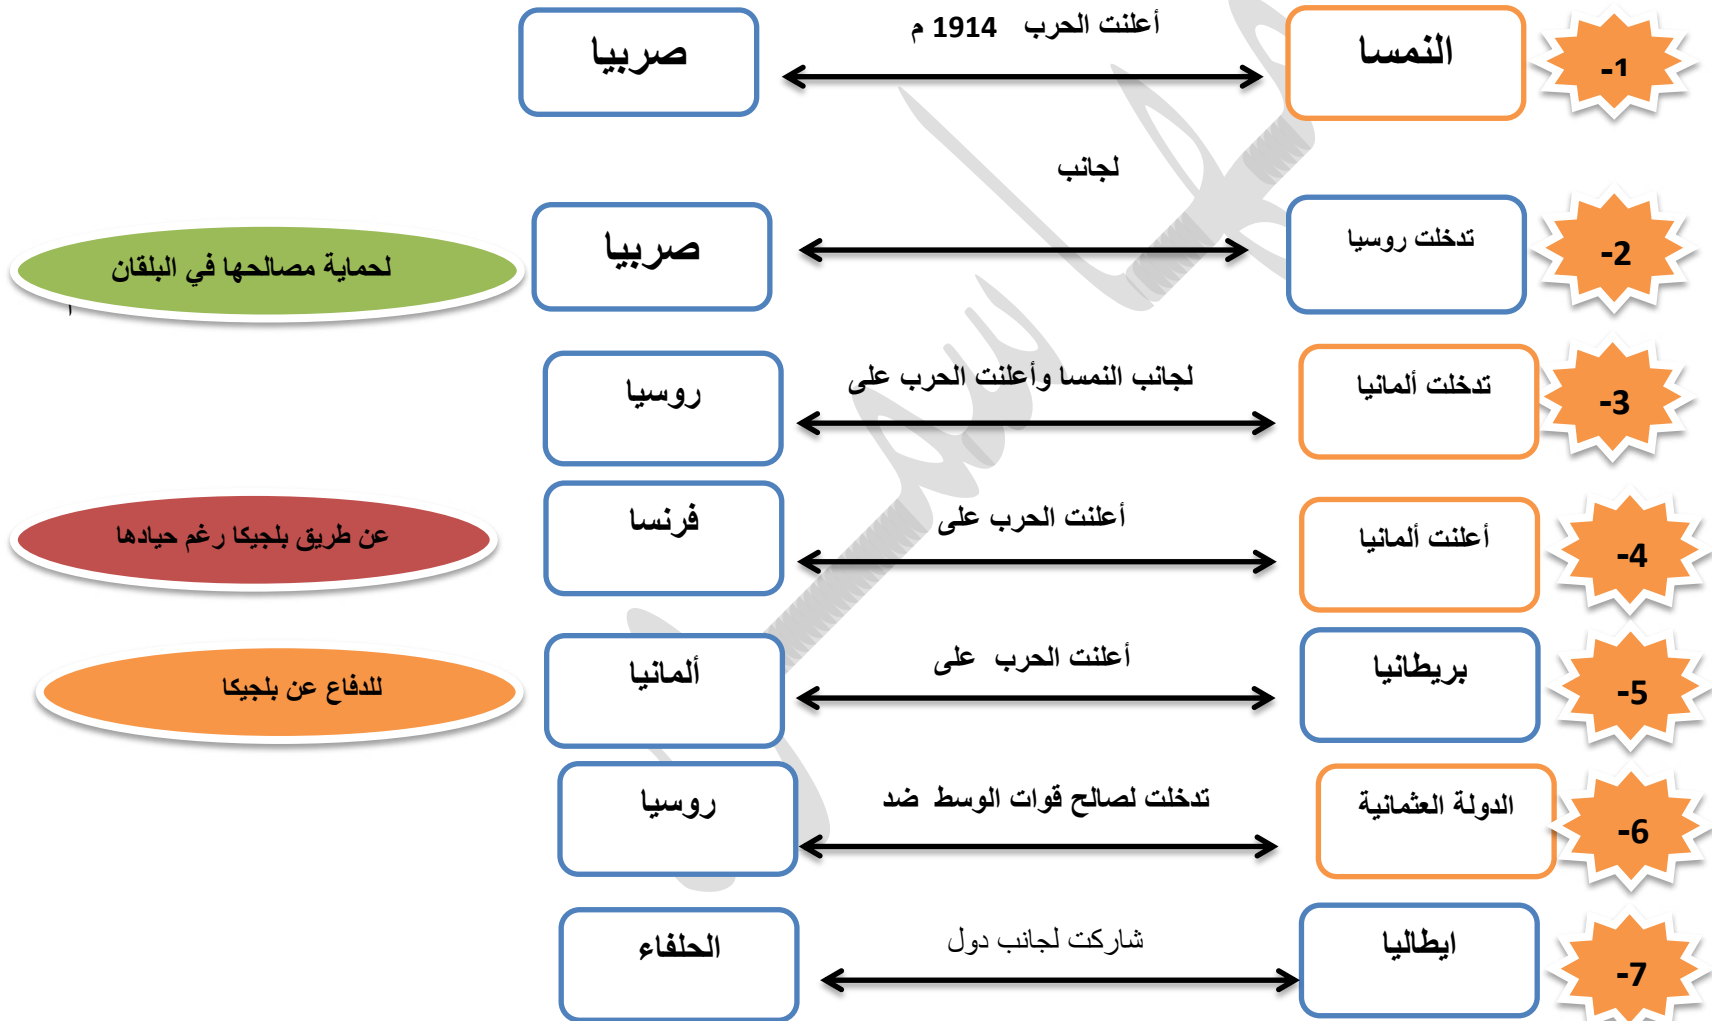 -1
النمسا
أعلنت الحرب 1914 م
صربيا
-2
تدخلت روسيا
لجانب
صربيا
لحماية مصالحها في البلقان
-3
تدخلت ألمانيا
لجانب النمسا وأعلنت الحرب على
روسيا
-4
أعلنت ألمانيا
أعلنت الحرب على
فرنسا
عن طريق بلجيكا رغم حيادها
-5
بريطانيا
أعلنت الحرب على
ألمانيا
للدفاع عن بلجيكا
-6
الدولة العثمانية
تدخلت لصالح قوات الوسط ضد
روسيا
-7
ايطاليا
شاركت لجانب دول
الحلفاء